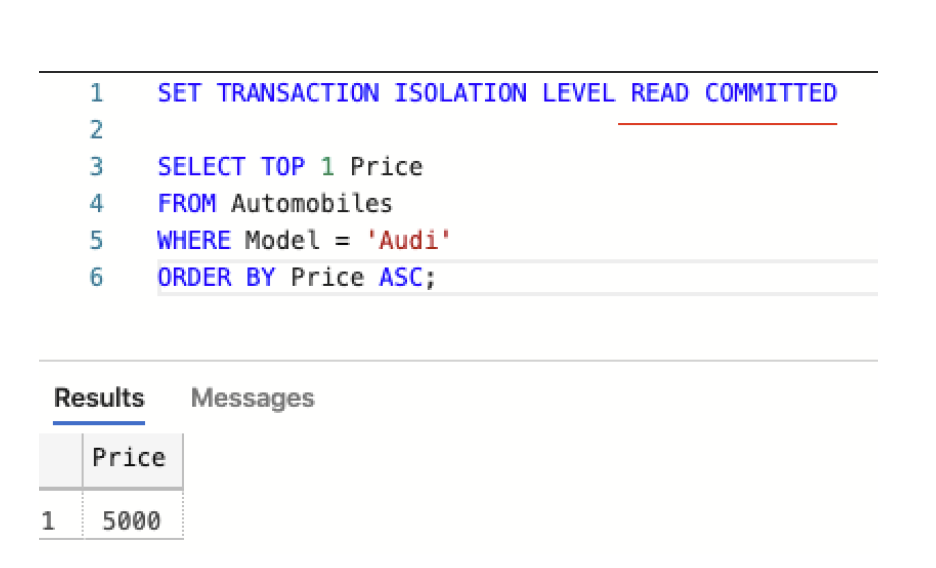 1 SET TRANSACTION ISOLATION LEVEL READ COMMITTED
2
3 SELECT TOP 1 Price
4 FROM Automobiles
5 WHERE Model = 'Audi'
6 ORDER BY Price ASC;
Results Messages
Price
1 5000